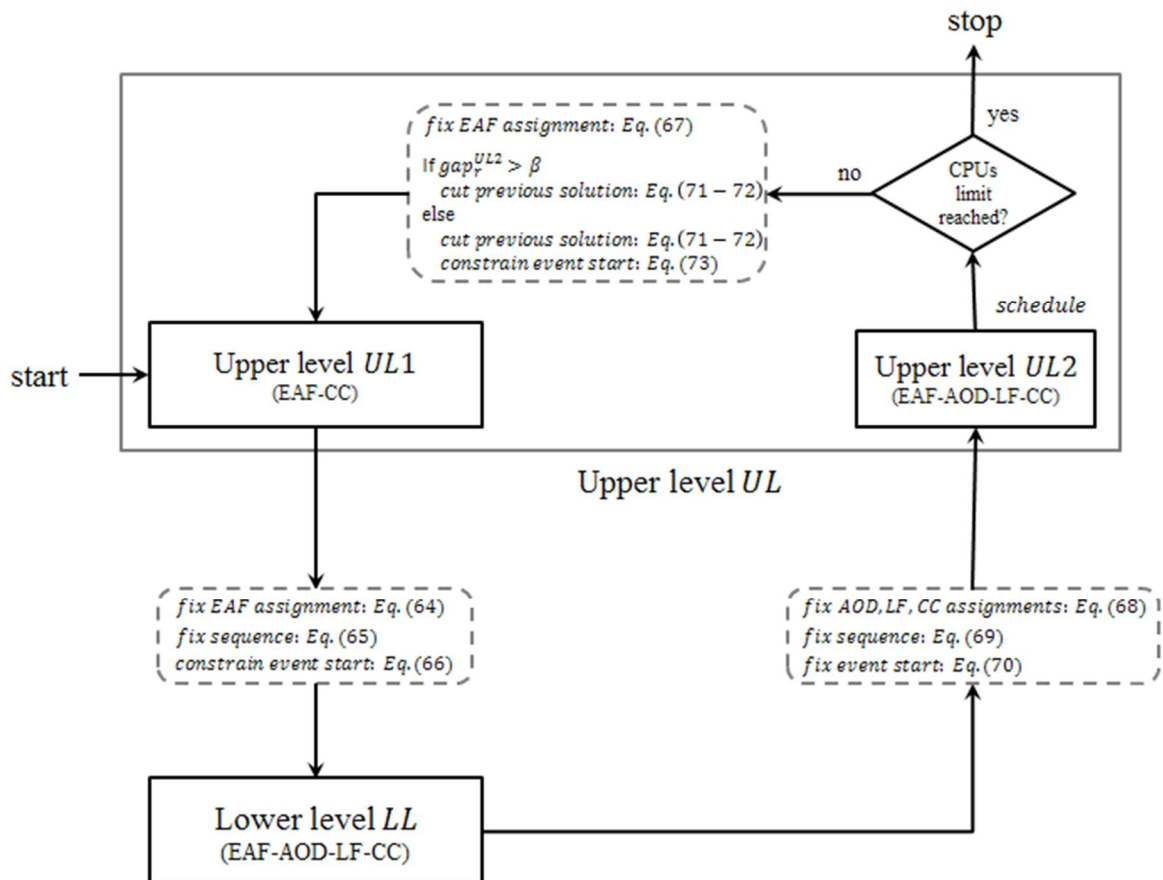 stop
yes
CPUs
limit
reached?
no
fix EAF assignment: Eq. (67)
If gap_r^{UL2} > β
cut previous solution: Eq. (71 − 72)
else
cut previous solution: Eq. (71 − 72)
constrain event start: Eq. (73)
schedule
start
Upper level UL1
(EAF-CC)
Upper level UL2
(EAF-AOD-LF-CC)
Upper level UL
fix EAF assignment: Eq. (64)
fix sequence: Eq. (65)
constrain event start: Eq. (66)
fix AOD, LF, CC assignments: Eq. (68)
fix sequence: Eq. (69)
fix event start: Eq. (70)
Lower level LL
(EAF-AOD-LF-CC)